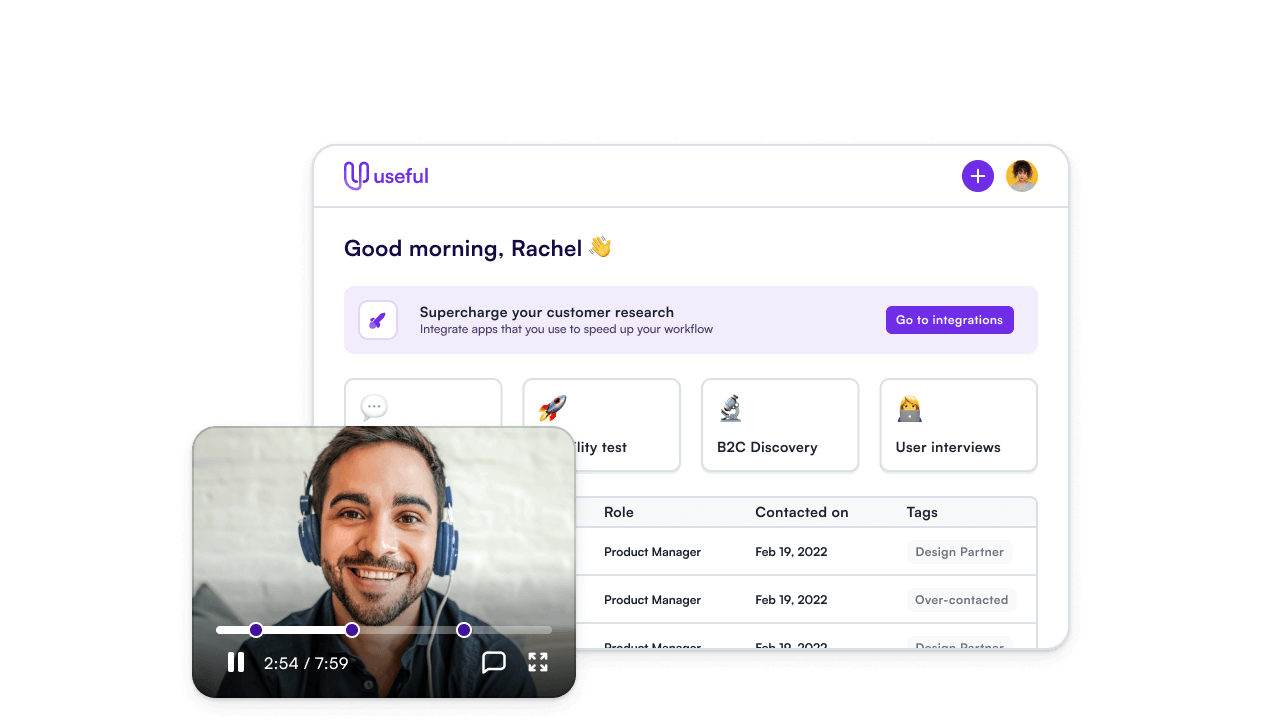 useful
Good morning, Rachel
Supercharge your customer research
Integrate apps that you use to speed up your workflow
Go to integrations
lity test
B2C Discovery
User interviews
Role Contacted on Tags
Product Manager Feb 19, 2022 Design Partner
Product Manager Feb 19, 2022 Over-contacted
Product Manager Feb 19, 2022 Design Partner
2:54 / 7:59